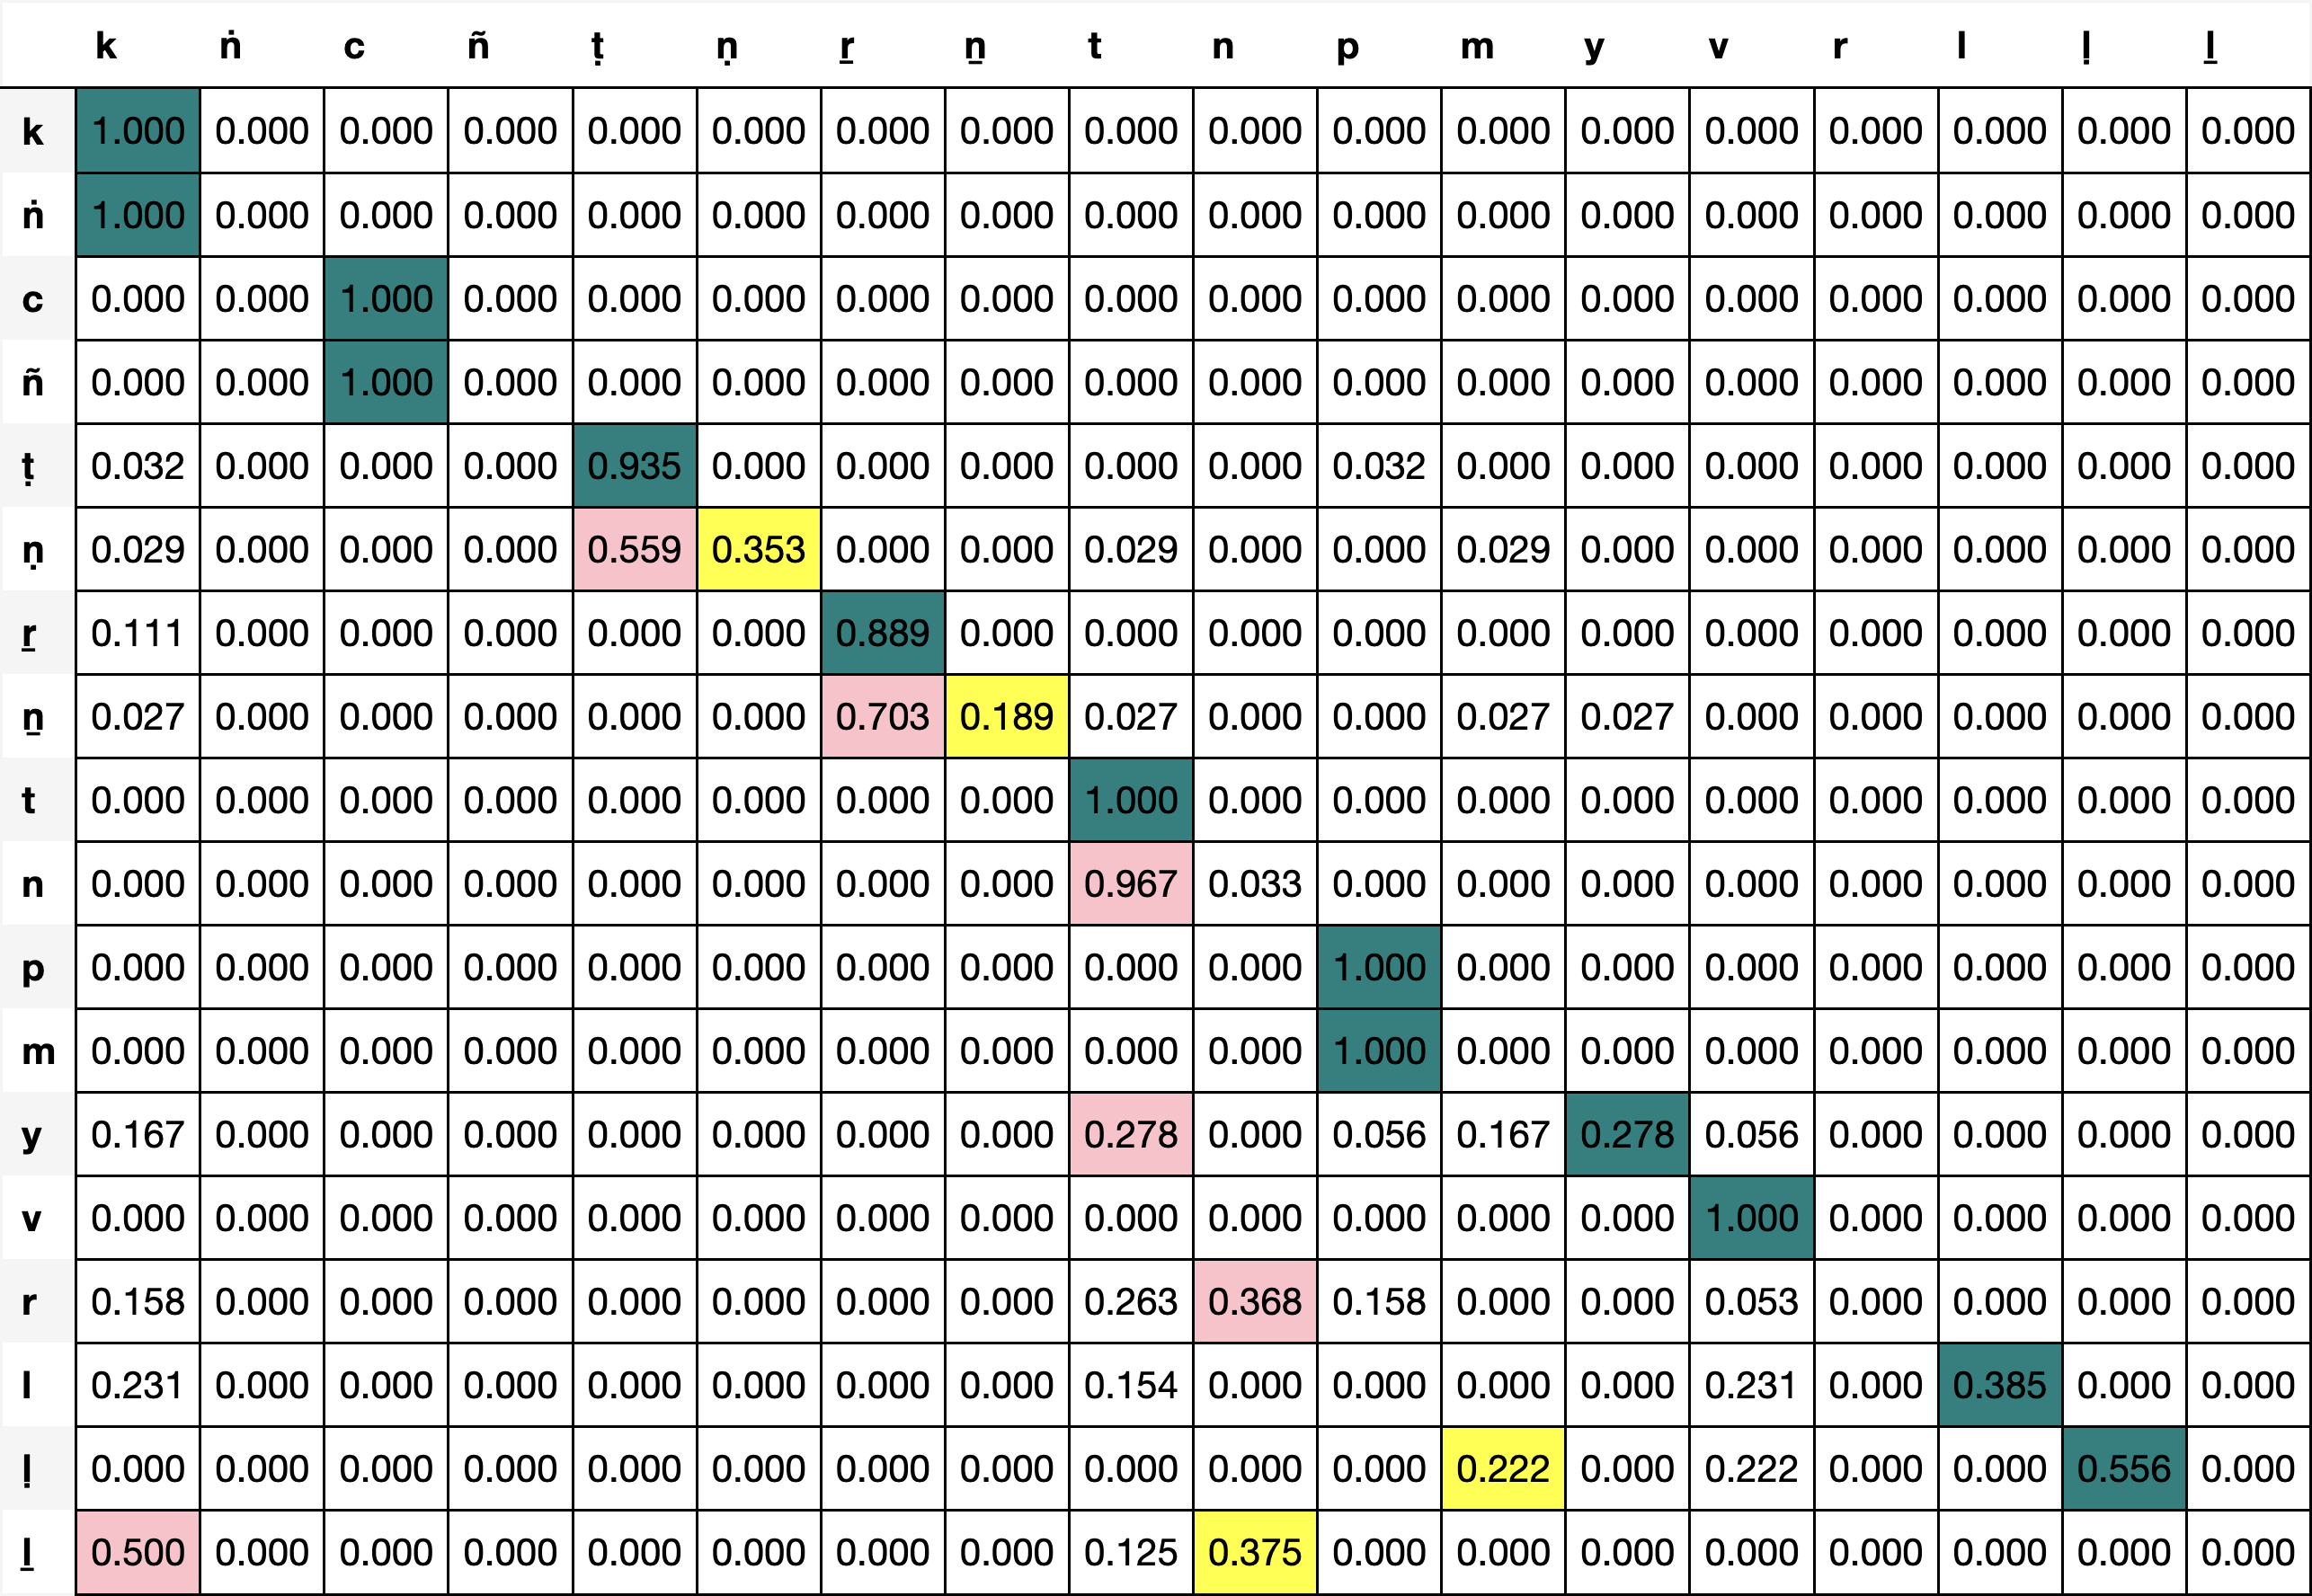 k ṅ c ñ ṭ ṇ ṟ ṉ t n p m y v r l ḷ ḻ
k 1.000 0.000 0.000 0.000 0.000 0.000 0.000 0.000 0.000 0.000 0.000 0.000 0.000 0.000 0.000 0.000 0.000 0.000
ṅ 1.000 0.000 0.000 0.000 0.000 0.000 0.000 0.000 0.000 0.000 0.000 0.000 0.000 0.000 0.000 0.000 0.000 0.000
c 0.000 0.000 1.000 0.000 0.000 0.000 0.000 0.000 0.000 0.000 0.000 0.000 0.000 0.000 0.000 0.000 0.000 0.000
ñ 0.000 0.000 1.000 0.000 0.000 0.000 0.000 0.000 0.000 0.000 0.000 0.000 0.000 0.000 0.000 0.000 0.000 0.000
ṭ 0.032 0.000 0.000 0.000 0.935 0.000 0.000 0.000 0.000 0.000 0.032 0.000 0.000 0.000 0.000 0.000 0.000 0.000
ṇ 0.029 0.000 0.000 0.000 0.559 0.353 0.000 0.000 0.029 0.000 0.000 0.029 0.000 0.000 0.000 0.000 0.000 0.000
ṟ 0.111 0.000 0.000 0.000 0.000 0.000 0.889 0.000 0.000 0.000 0.000 0.000 0.000 0.000 0.000 0.000 0.000 0.000
ṉ 0.027 0.000 0.000 0.000 0.000 0.000 0.703 0.189 0.027 0.000 0.000 0.027 0.027 0.000 0.000 0.000 0.000 0.000
t 0.000 0.000 0.000 0.000 0.000 0.000 0.000 0.000 1.000 0.000 0.000 0.000 0.000 0.000 0.000 0.000 0.000 0.000
n 0.000 0.000 0.000 0.000 0.000 0.000 0.000 0.000 0.967 0.033 0.000 0.000 0.000 0.000 0.000 0.000 0.000 0.000
p 0.000 0.000 0.000 0.000 0.000 0.000 0.000 0.000 0.000 0.000 1.000 0.000 0.000 0.000 0.000 0.000 0.000 0.000
m 0.000 0.000 0.000 0.000 0.000 0.000 0.000 0.000 0.000 0.000 1.000 0.000 0.000 0.000 0.000 0.000 0.000 0.000
y 0.167 0.000 0.000 0.000 0.000 0.000 0.000 0.000 0.278 0.000 0.056 0.167 0.278 0.056 0.000 0.000 0.000 0.000
v 0.000 0.000 0.000 0.000 0.000 0.000 0.000 0.000 0.000 0.000 0.000 0.000 0.000 1.000 0.000 0.000 0.000 0.000
r 0.158 0.000 0.000 0.000 0.000 0.000 0.000 0.000 0.263 0.368 0.158 0.000 0.000 0.053 0.000 0.000 0.000 0.000
l 0.231 0.000 0.000 0.000 0.000 0.000 0.000 0.000 0.154 0.000 0.000 0.000 0.000 0.231 0.000 0.385 0.000 0.000
ḷ 0.000 0.000 0.000 0.000 0.000 0.000 0.000 0.000 0.000 0.000 0.000 0.222 0.000 0.222 0.000 0.000 0.556 0.000
ḻ 0.500 0.000 0.000 0.000 0.000 0.000 0.000 0.000 0.125 0.375 0.000 0.000 0.000 0.000 0.000 0.000 0.000 0.000